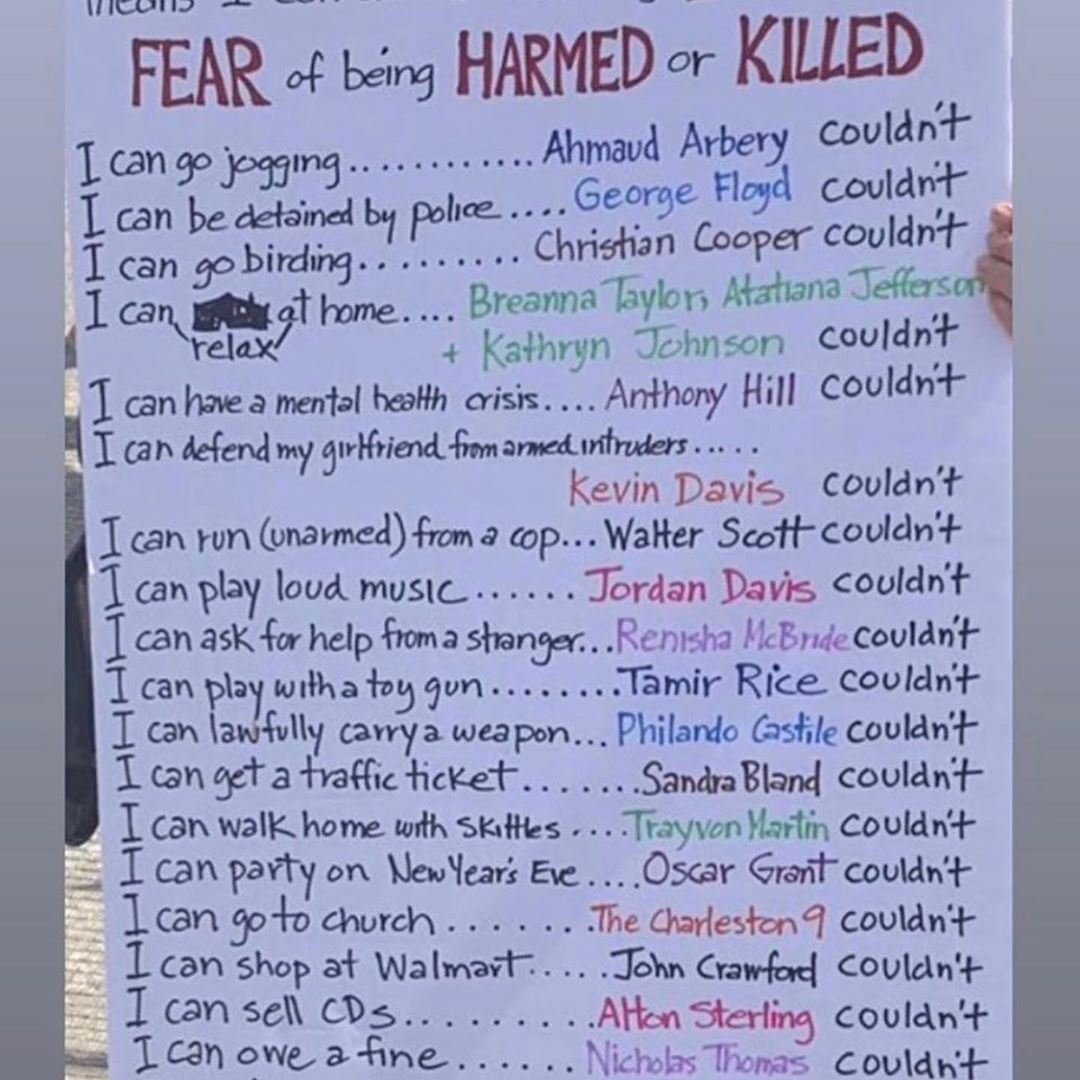 means I can
FEAR of being HARMED or KILLED
I can go jogging............ Ahmaud Arbery couldn't
I can be detained by police.... George Floyd couldn't
I can go birding.......... Christian Cooper couldn't
I can relax at home.... Breanna Taylor, Atatiana Jefferson
+ Kathryn Johnson couldn't
I can have a mental health crisis.... Anthony Hill couldn't
I can defend my girlfriend from armed intruders.....
Kevin Davis couldn't
I can run (unarmed) from a cop... Walter Scott couldn't
I can play loud music...... Jordan Davis couldn't
I can ask for help from a stranger... Renisha McBride couldn't
I can play with a toy gun........ Tamir Rice couldn't
I can lawfully carry a weapon... Philando Castile couldn't
I can get a traffic ticket....... Sandra Bland couldn't
I can walk home with Skittles .... Trayvon Martin couldn't
I can party on New Year's Eve .... Oscar Grant couldn't
I can go to church ....... The Charleston 9 couldn't
I can shop at Walmart..... John Crawford couldn't
I can sell CDs.......... Alton Sterling couldn't
I can owe a fine ...... Nicholas Thomas couldn't